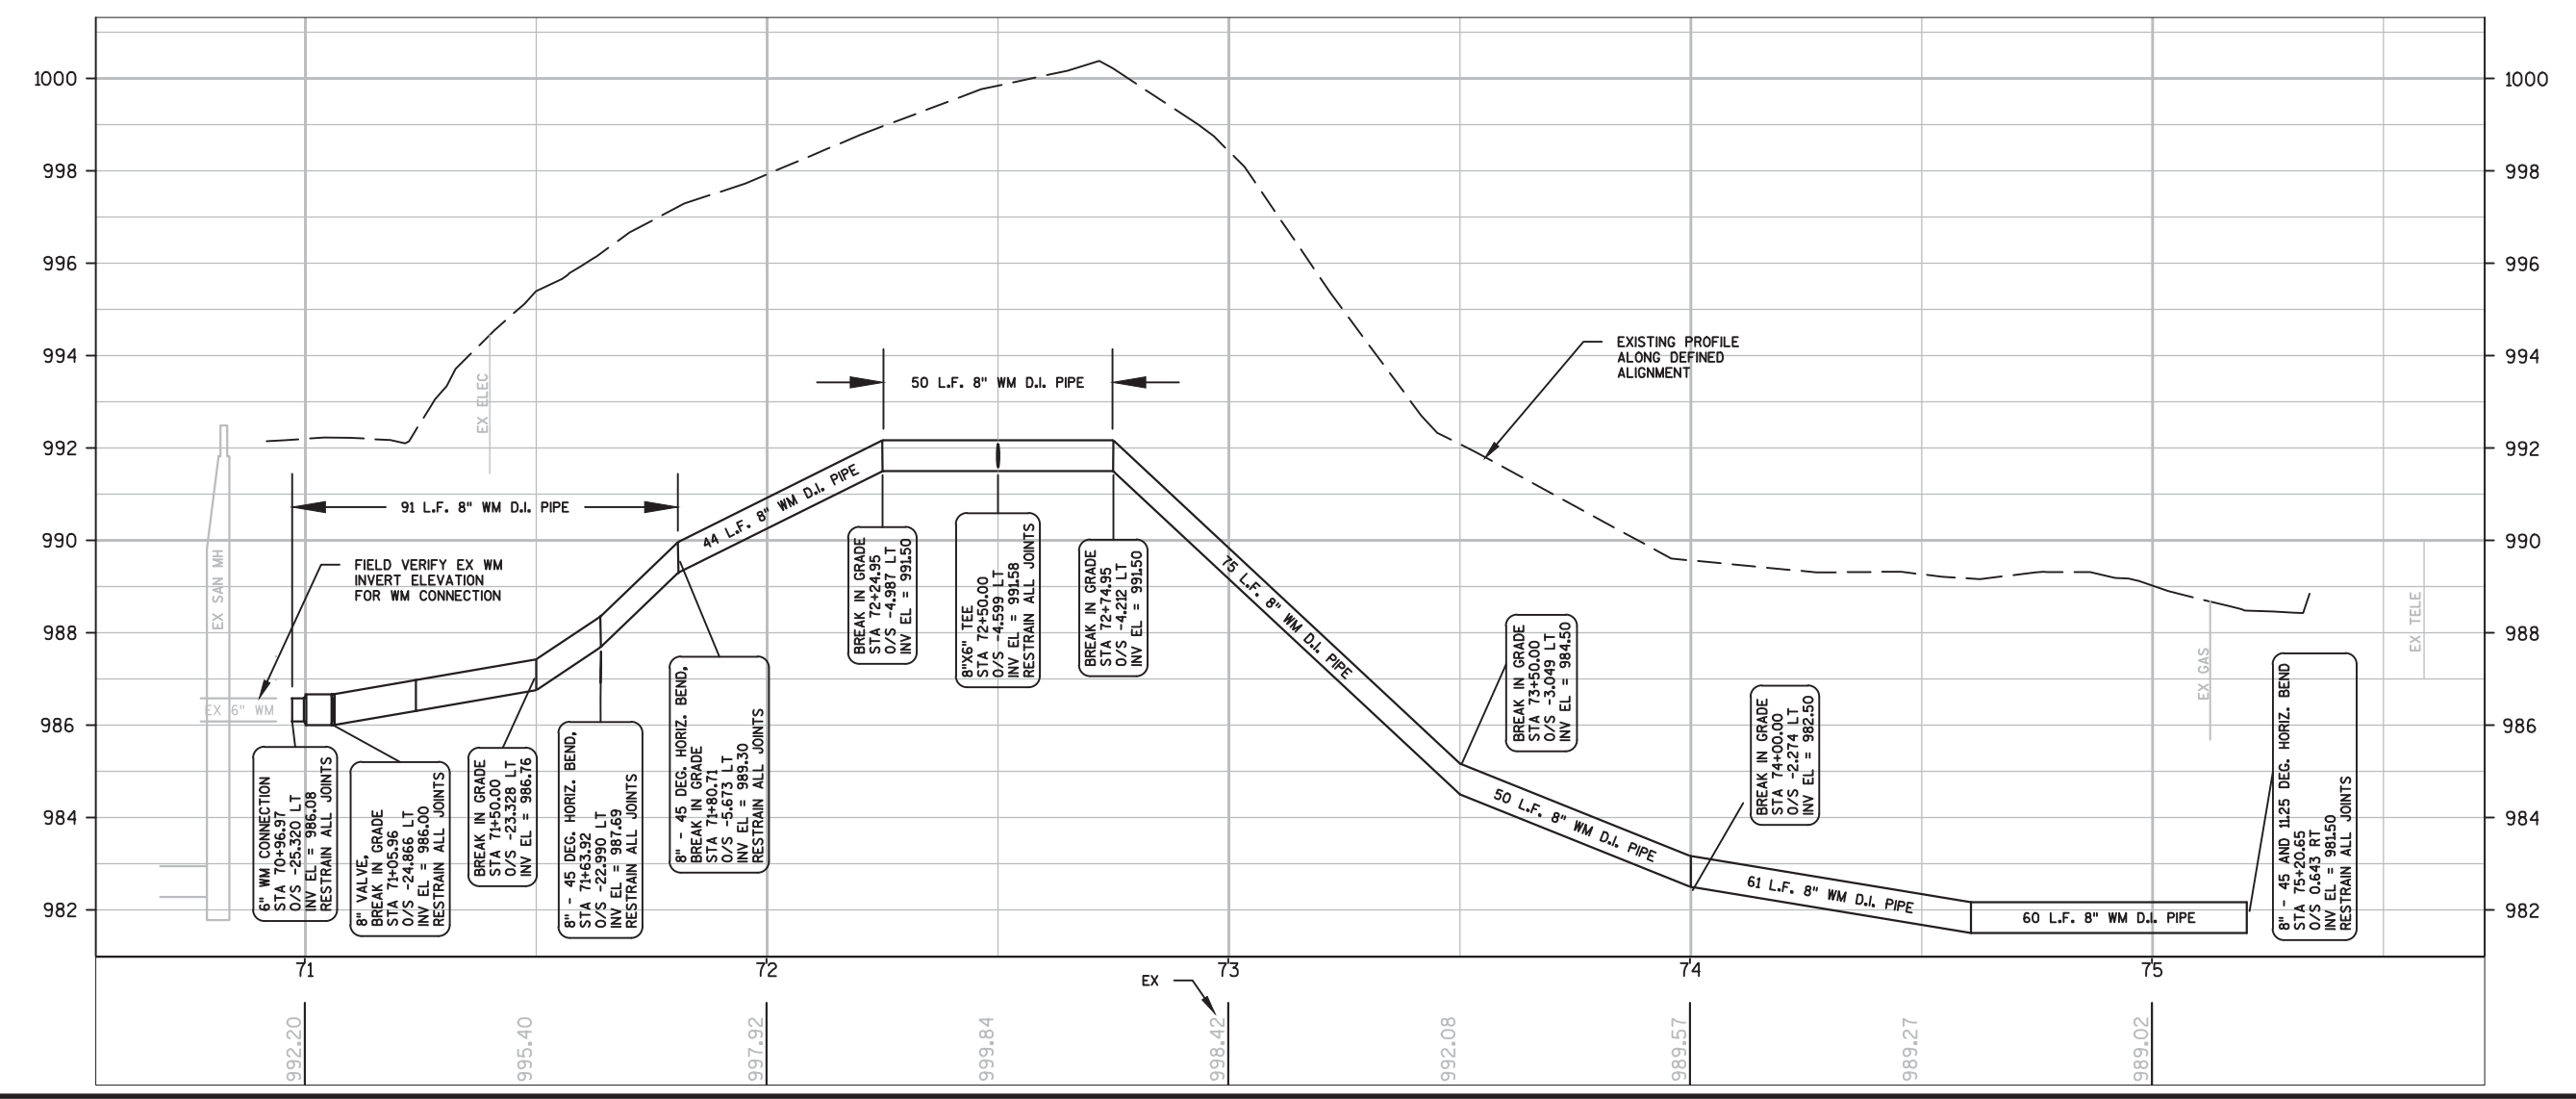 1000
998
996
994
992
990
988
986
984
982
1000
998
996
994
992
990
988
986
984
982
EX SAN MH
EX 6" WM
FIELD VERIFY EX WM
INVERT ELEVATION
FOR WM CONNECTION
91 L.F. 8" WM D.I. PIPE
EX ELEC
44 L.F. 8" WM D.I. PIPE
50 L.F. 8" WM D.I. PIPE
75 L.F. 8" WM D.I. PIPE
EXISTING PROFILE
ALONG DEFINED
ALIGNMENT
50 L.F. 8" WM D.I. PIPE
61 L.F. 8" WM D.I. PIPE
60 L.F. 8" WM D.I. PIPE
EX GAS
EX TELE
6" WM CONNECTION
STA 70+96.97
O/S -25.320 LT
INV EL = 986.08
RESTRAIN ALL JOINTS
8" VALVE,
BREAK IN GRADE
STA 71+05.96
O/S -24.866 LT
INV EL = 986.00
RESTRAIN ALL JOINTS
BREAK IN GRADE
STA 71+50.00
O/S -23.328 LT
INV EL = 986.76
8" - 45 DEG. HORIZ. BEND,
STA 71+63.92
O/S -22.990 LT
INV EL = 987.69
RESTRAIN ALL JOINTS
8" - 45 DEG. HORIZ. BEND,
BREAK IN GRADE
STA 71+80.71
O/S -5.673 LT
INV EL = 989.30
RESTRAIN ALL JOINTS
BREAK IN GRADE
STA 72+24.95
O/S -4.987 LT
INV EL = 991.50
8"X6" TEE
STA 72+50.00
O/S -4.599 LT
INV EL = 991.58
RESTRAIN ALL JOINTS
BREAK IN GRADE
STA 72+74.95
O/S -4.212 LT
INV EL = 991.50
BREAK IN GRADE
STA 73+50.00
O/S -3.049 LT
INV EL = 984.50
BREAK IN GRADE
STA 74+00.00
O/S -2.274 LT
INV EL = 982.50
8" - 45 AND 11.25 DEG. HORIZ. BEND
STA 75+20.65
O/S 0.643 RT
INV EL = 981.50
RESTRAIN ALL JOINTS
71
72
73
74
75
EX
992.20
995.40
997.92
999.84
998.42
992.08
989.57
989.27
989.02